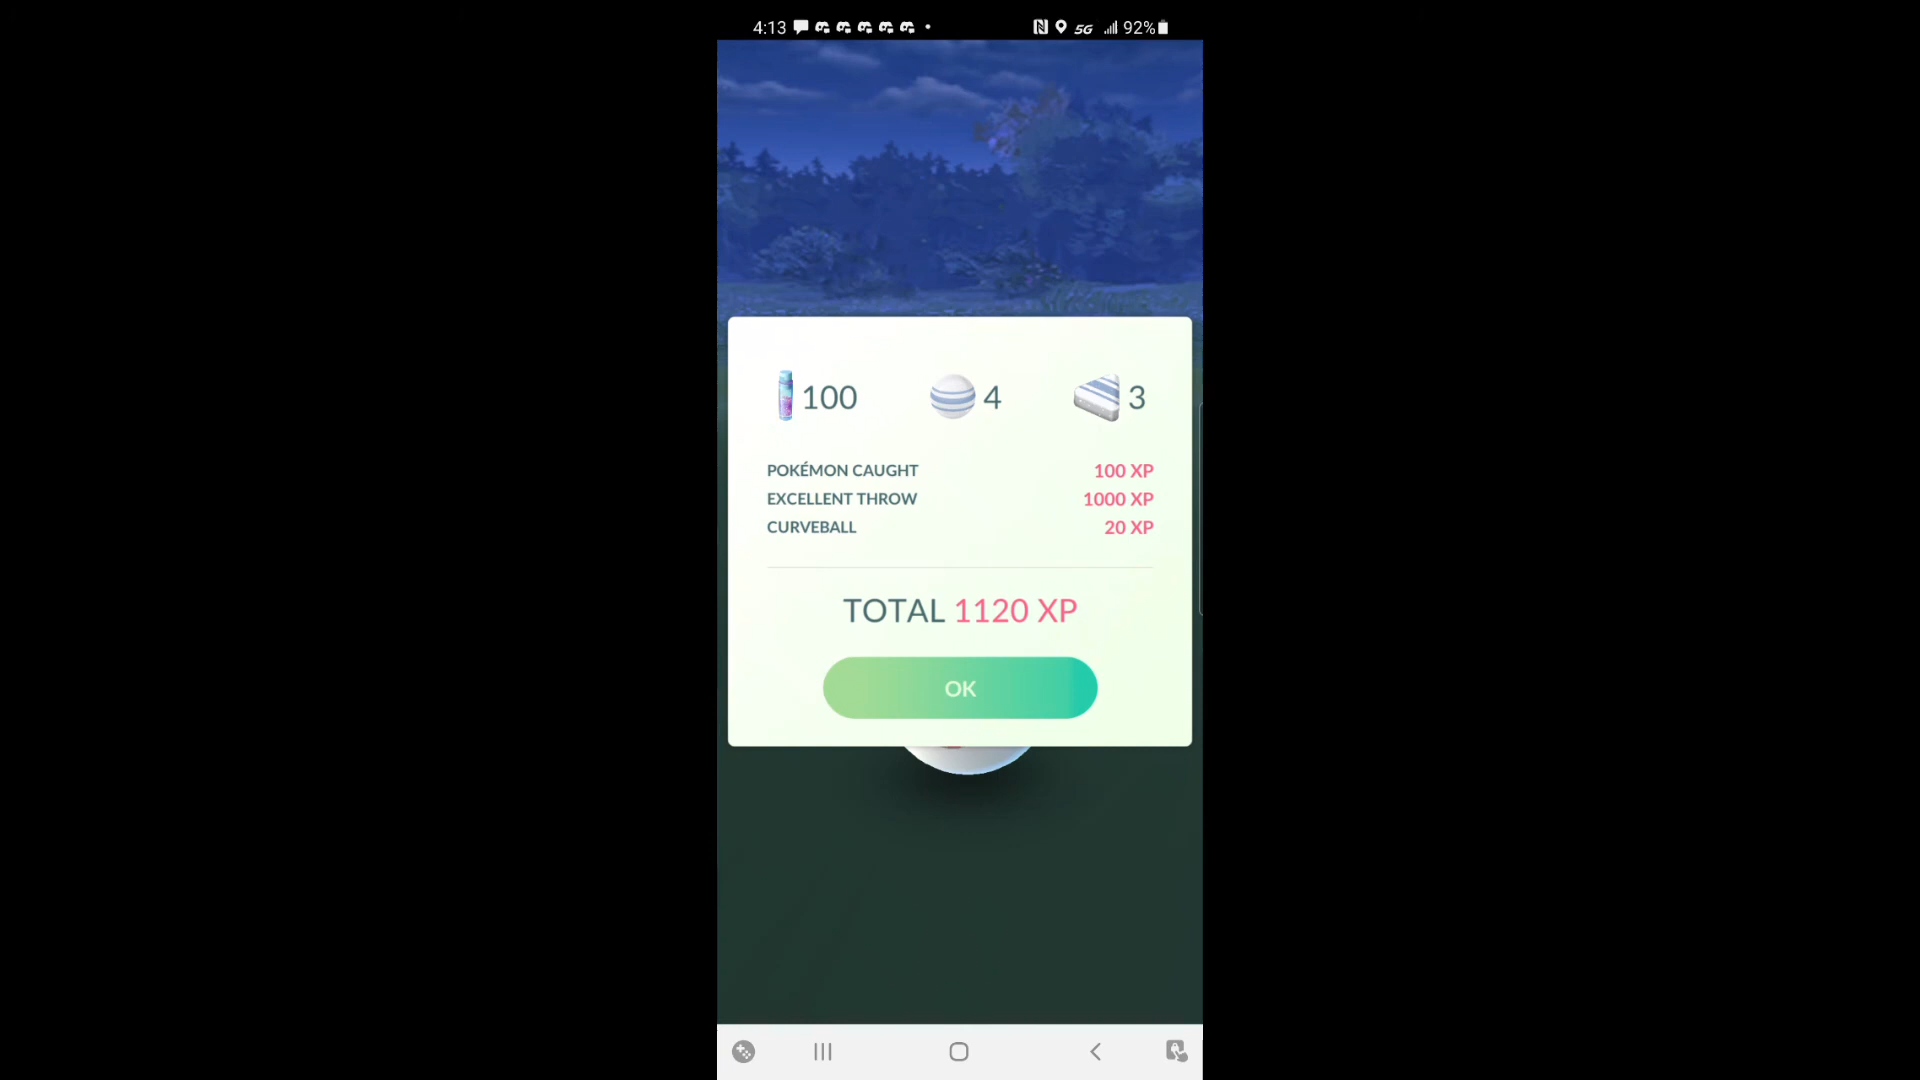 4:13 5G 92%
100 4 3
POKÉMON CAUGHT 100 XP
EXCELLENT THROW 1000 XP
CURVEBALL 20 XP
TOTAL 1120 XP
OK